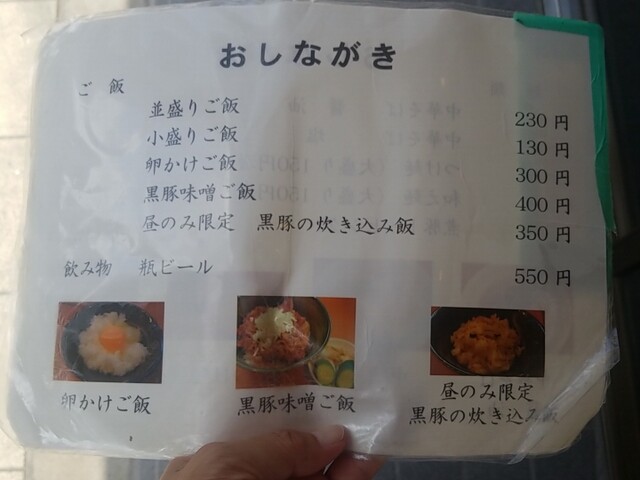 おしながき
ご飯
並盛りご飯 230円
小盛りご飯 130円
卵かけご飯 300円
黒豚味噌ご飯 400円
昼のみ限定 黒豚の炊き込み飯 350円
飲み物 瓶ビール 550円
卵かけご飯
黒豚味噌ご飯
昼のみ限定
黒豚の炊き込み飯